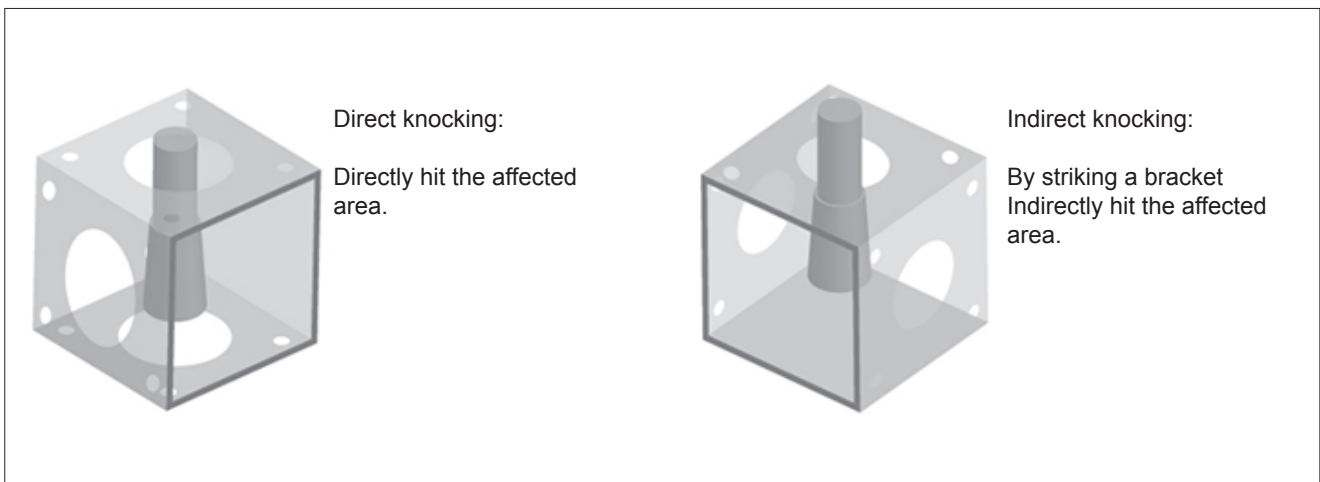 Direct knocking:
Directly hit the affected
area.
Indirect knocking:
By striking a bracket
Indirectly hit the affected
area.